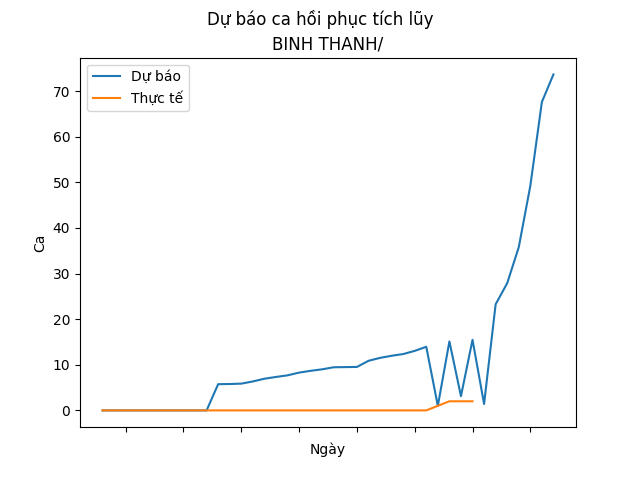 Dự báo ca hồi phục tích lũy
BINH THANH/
Dự báo
Thực tế
70
60
50
40
30
20
10
0
Ca
Ngày